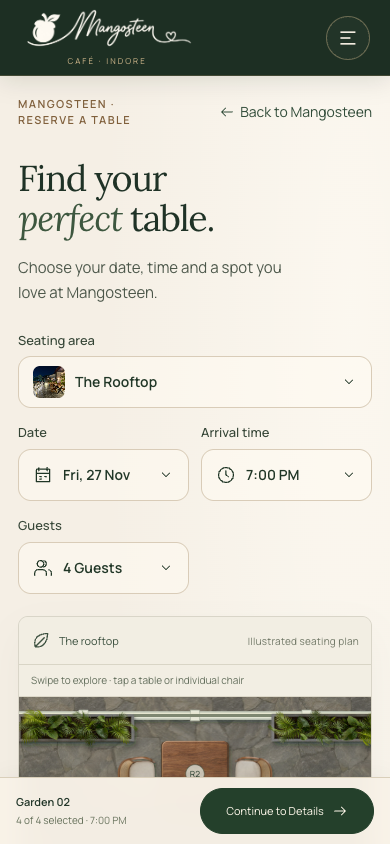 Mangosteen
CAFÉ · INDORE
MANGOSTEEN ·
RESERVE A TABLE
← Back to Mangosteen
Find your
perfect table.
Choose your date, time and a spot you
love at Mangosteen.
Seating area
The Rooftop
Date
Arrival time
Fri, 27 Nov
7:00 PM
Guests
4 Guests
The rooftop
Illustrated seating plan
Swipe to explore · tap a table or individual chair
R2
Garden 02
4 of 4 selected · 7:00 PM
Continue to Details →